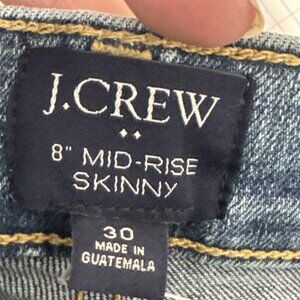 J.CREW
8" MID-RISE
SKINNY
30
MADE IN
GUATEMALA